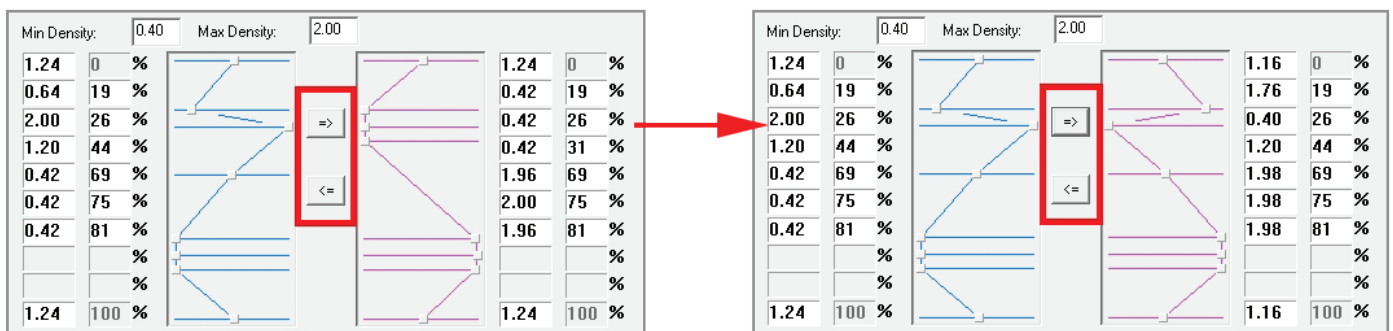 Min Density: 0.40 Max Density: 2.00
1.24 0 % 1.24 0 %
0.64 19 % 0.42 19 %
2.00 26 % => 0.42 26 %
1.20 44 % 0.42 31 %
0.42 69 % 1.96 69 %
0.42 75 % <= 2.00 75 %
0.42 81 % 1.96 81 %
% %
% %
1.24 100 % 1.24 100 %
Min Density: 0.40 Max Density: 2.00
1.24 0 % 1.16 0 %
0.64 19 % 1.76 19 %
2.00 26 % => 0.40 26 %
1.20 44 % 1.20 44 %
0.42 69 % 1.98 69 %
0.42 75 % <= 1.98 75 %
0.42 81 % 1.98 81 %
% %
% %
1.24 100 % 1.16 100 %